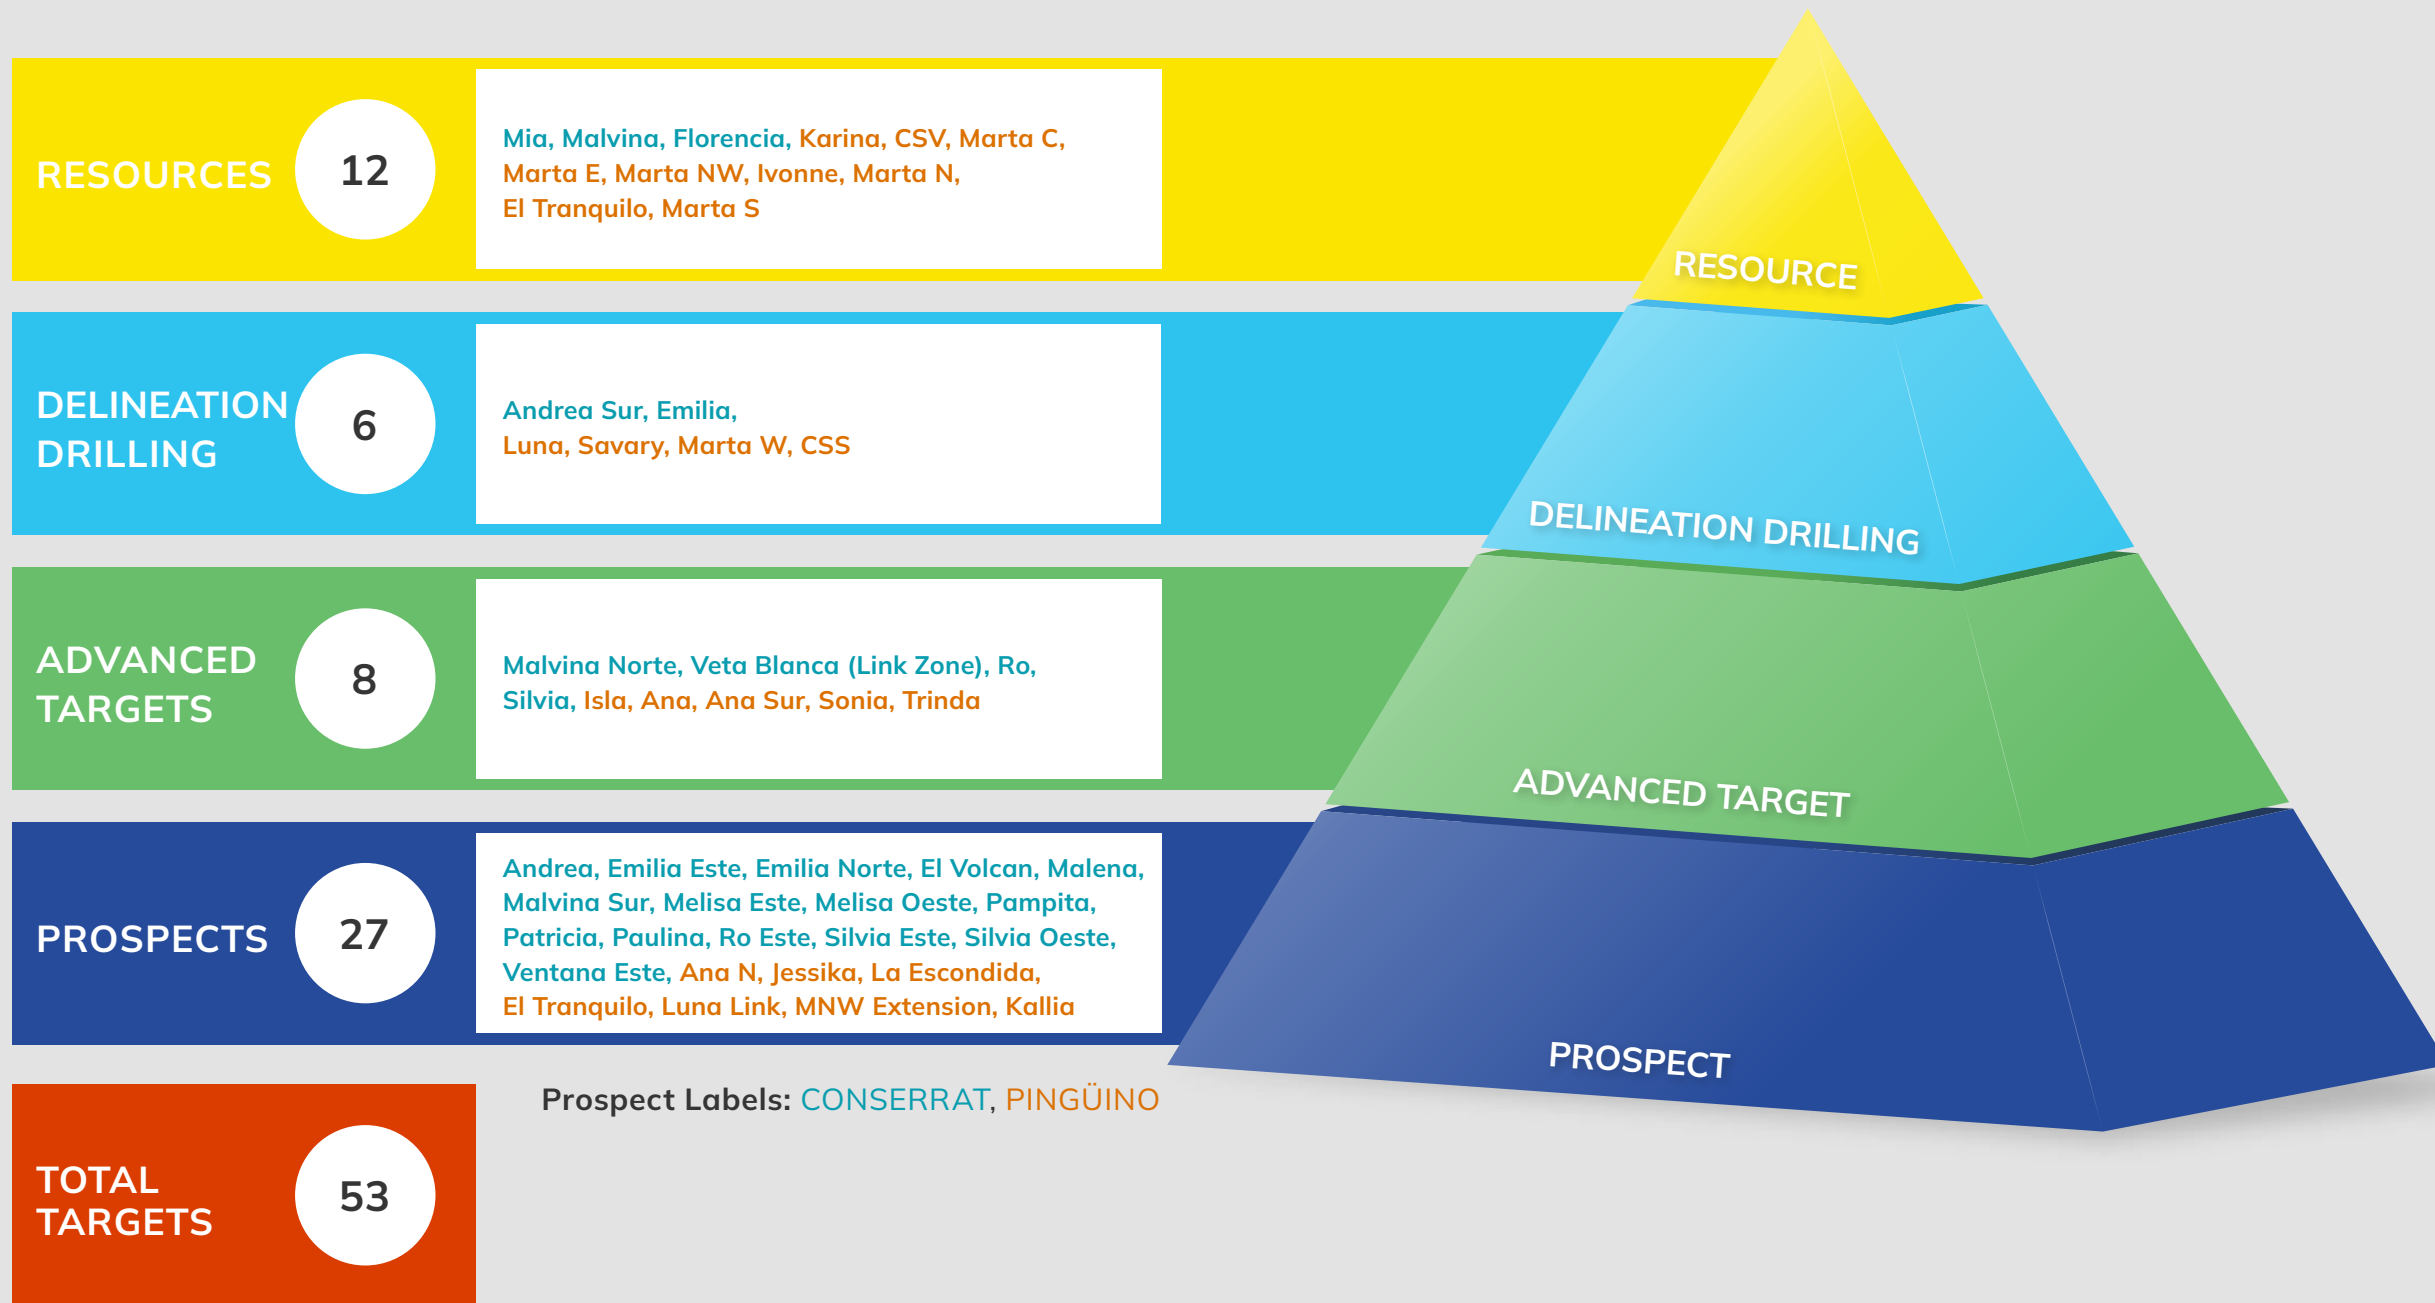 RESOURCES
12
Mia, Malvina, Florencia, Karina, CSV, Marta C,
Marta E, Marta NW, Ivonne, Marta N,
El Tranquilo, Marta S
DELINEATION
DRILLING
6
Andrea Sur, Emilia,
Luna, Savary, Marta W, CSS
ADVANCED
TARGETS
8
Malvina Norte, Veta Blanca (Link Zone), Ro,
Silvia, Isla, Ana, Ana Sur, Sonia, Trinda
PROSPECTS
27
Andrea, Emilia Este, Emilia Norte, El Volcan, Malena,
Malvina Sur, Melisa Este, Melisa Oeste, Pampita,
Patricia, Paulina, Ro Este, Silvia Este, Silvia Oeste,
Ventana Este, Ana N, Jessika, La Escondida,
El Tranquilo, Luna Link, MNW Extension, Kallia
Prospect Labels: CONSERRAT, PINGÜINO
TOTAL
TARGETS
53
RESOURCE
DELINEATION DRILLING
ADVANCED TARGET
PROSPECT